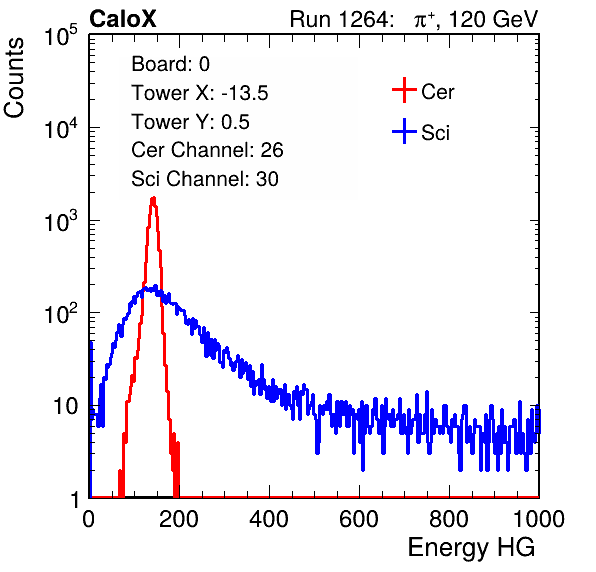 CaloX Run 1264: π⁺, 120 GeV
Counts
10⁵
10⁴
10³
10²
10
1
Board: 0
Tower X: -13.5
Tower Y: 0.5
Cer Channel: 26
Sci Channel: 30
Cer
Sci
0 200 400 600 800 1000
Energy HG